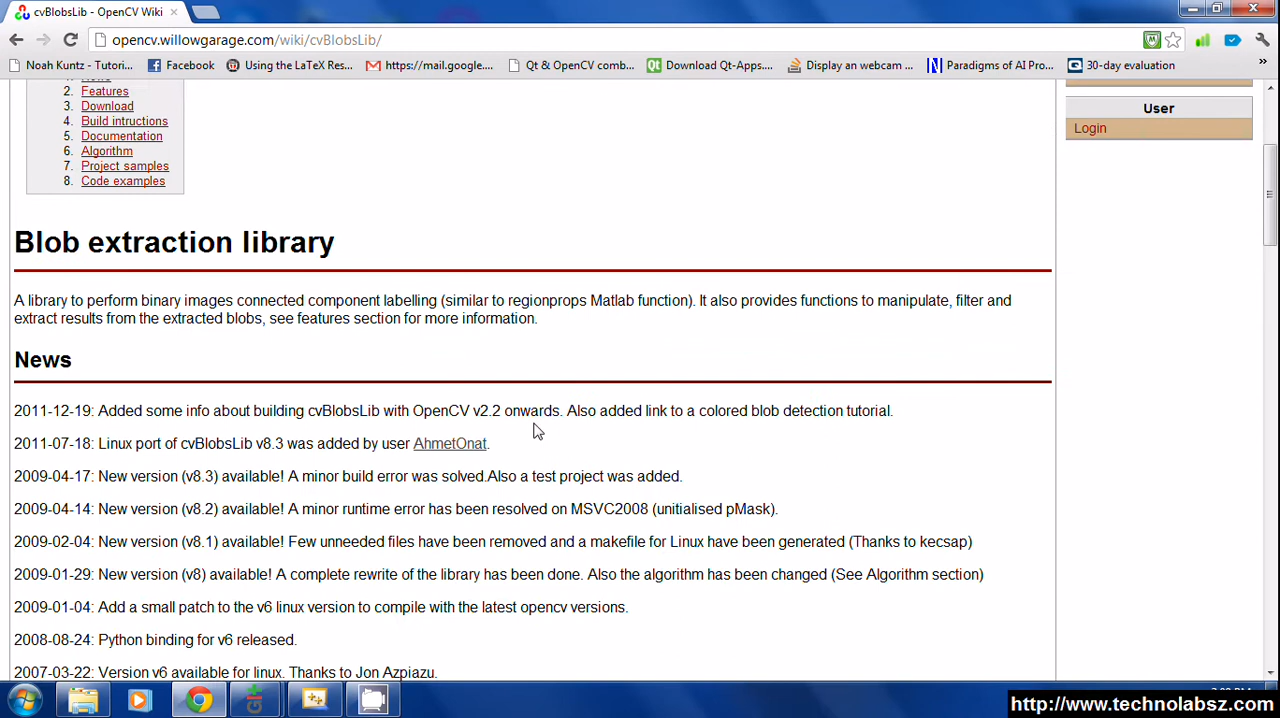 cvBlobsLib - OpenCV Wiki
opencv.willowgarage.com/wiki/cvBlobsLib/
Noah Kuntz - Tutori... Facebook Using the LaTeX Res... https://mail.google.... Qt & OpenCV comb... Download Qt-Apps.... Display an webcam ... Paradigms of AI Pro... 30-day evaluation »
2. Features
3. Download
4. Build intructions
5. Documentation
6. Algorithm
7. Project samples
8. Code examples
User
Login
Blob extraction library
A library to perform binary images connected component labelling (similar to regionprops Matlab function). It also provides functions to manipulate, filter and
extract results from the extracted blobs, see features section for more information.
News
2011-12-19: Added some info about building cvBlobsLib with OpenCV v2.2 onwards. Also added link to a colored blob detection tutorial.
2011-07-18: Linux port of cvBlobsLib v8.3 was added by user AhmetOnat.
2009-04-17: New version (v8.3) available! A minor build error was solved.Also a test project was added.
2009-04-14: New version (v8.2) available! A minor runtime error has been resolved on MSVC2008 (unitialised pMask).
2009-02-04: New version (v8.1) available! Few unneeded files have been removed and a makefile for Linux have been generated (Thanks to kecsap)
2009-01-29: New version (v8) available! A complete rewrite of the library has been done. Also the algorithm has been changed (See Algorithm section)
2009-01-04: Add a small patch to the v6 linux version to compile with the latest opencv versions.
2008-08-24: Python binding for v6 released.
2007-03-22: Version v6 available for linux. Thanks to Jon Azpiazu.
http://www.technolabsz.com